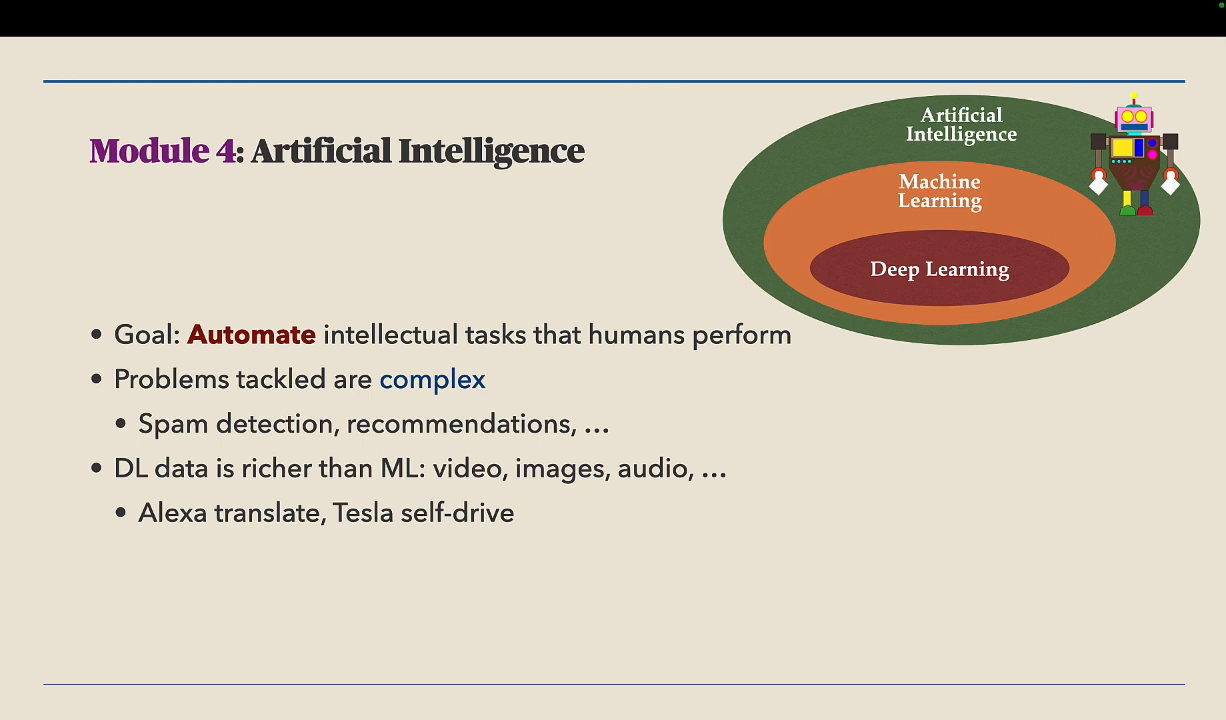 Module 4: Artificial Intelligence
Artificial
Intelligence
Machine
Learning
Deep Learning
• Goal: Automate intellectual tasks that humans perform
• Problems tackled are complex
• Spam detection, recommendations, …
• DL data is richer than ML: video, images, audio, …
• Alexa translate, Tesla self-drive